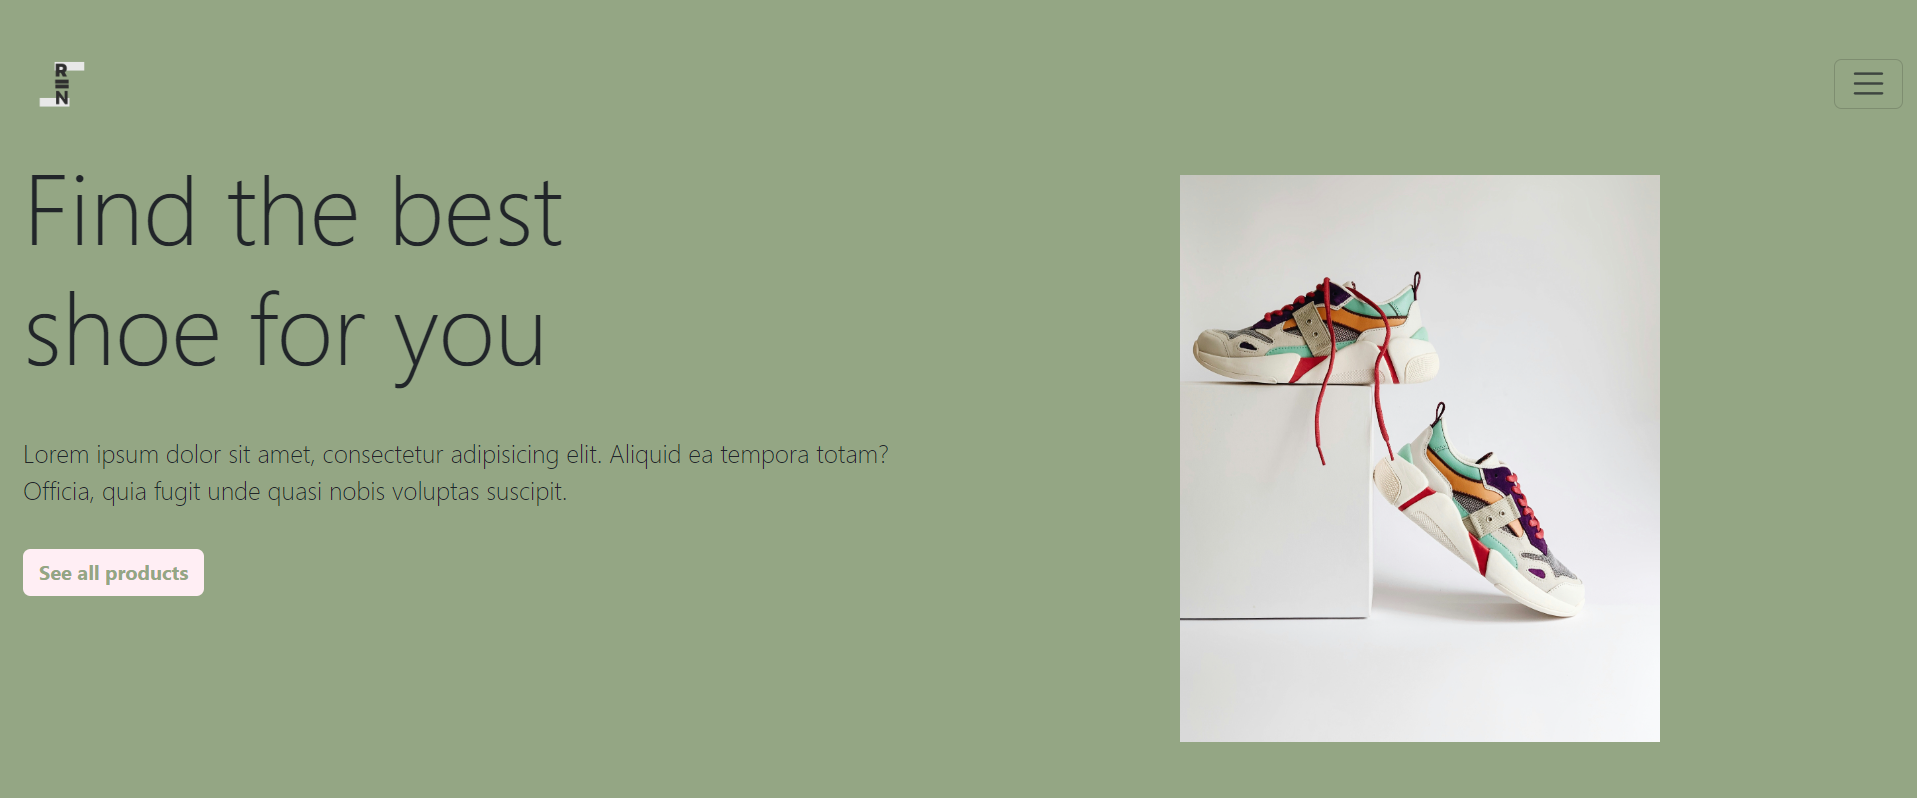 REN
Find the best
shoe for you
Lorem ipsum dolor sit amet, consectetur adipisicing elit. Aliquid ea tempora totam?
Officia, quia fugit unde quasi nobis voluptas suscipit.
See all products